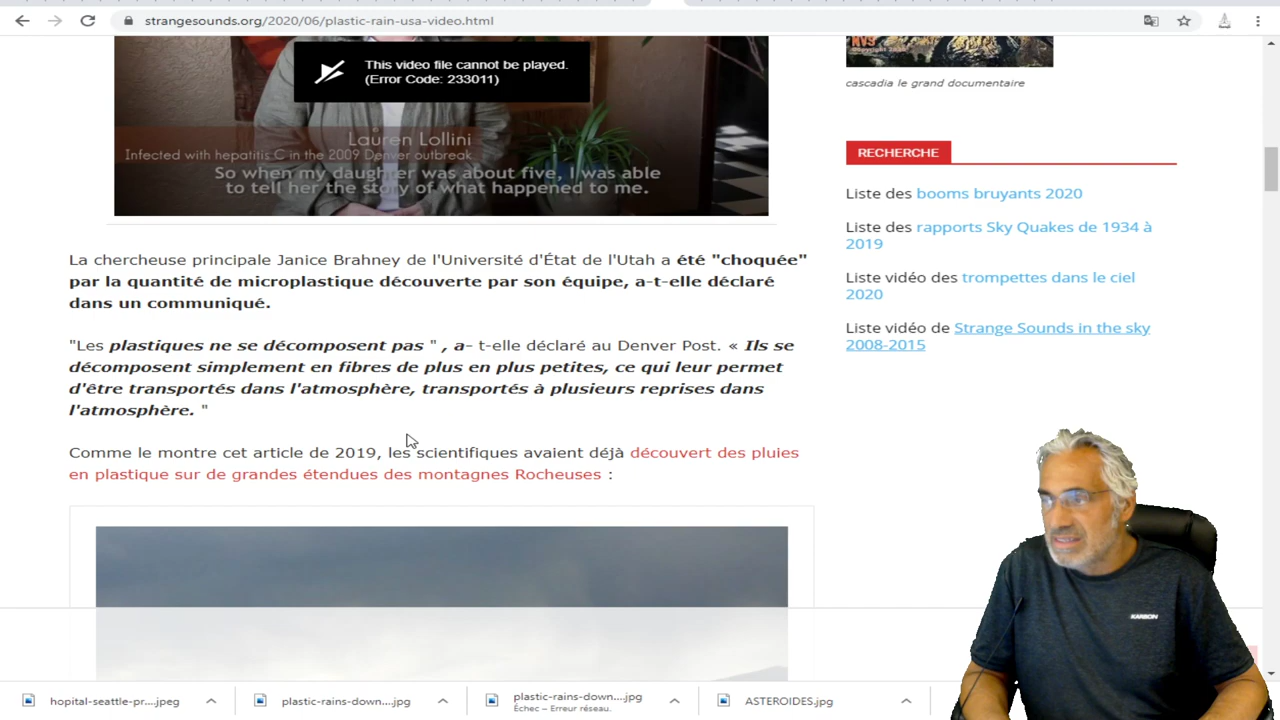 strangesounds.org/2020/06/plastic-rain-usa-video.html
This video file cannot be played.
(Error Code: 233011)
Lauren Lollini
Infected with hepatitis C in the 2009 Denver outbreak
So when my daughter was about five, I was able
to tell her the story of what happened to me.
La chercheuse principale Janice Brahney de l'Université d'État de l'Utah a été "choquée"
par la quantité de microplastique découverte par son équipe, a-t-elle déclaré
dans un communiqué.
"Les plastiques ne se décomposent pas " , a- t-elle déclaré au Denver Post. « Ils se
décomposent simplement en fibres de plus en plus petites, ce qui leur permet
d'être transportés dans l'atmosphère, transportés à plusieurs reprises dans
l'atmosphère. "
Comme le montre cet article de 2019, les scientifiques avaient déjà découvert des pluies
en plastique sur de grandes étendues des montagnes Rocheuses :
cascadia le grand documentaire
RECHERCHE
Liste des booms bruyants 2020
Liste des rapports Sky Quakes de 1934 à
2019
Liste vidéo des trompettes dans le ciel
2020
Liste vidéo de Strange Sounds in the sky
2008-2015
KARBON
hopital-seattle-pr....jpeg
plastic-rains-down....jpg
plastic-rains-down....jpg
Échec – Erreur réseau.
ASTEROIDES.jpg